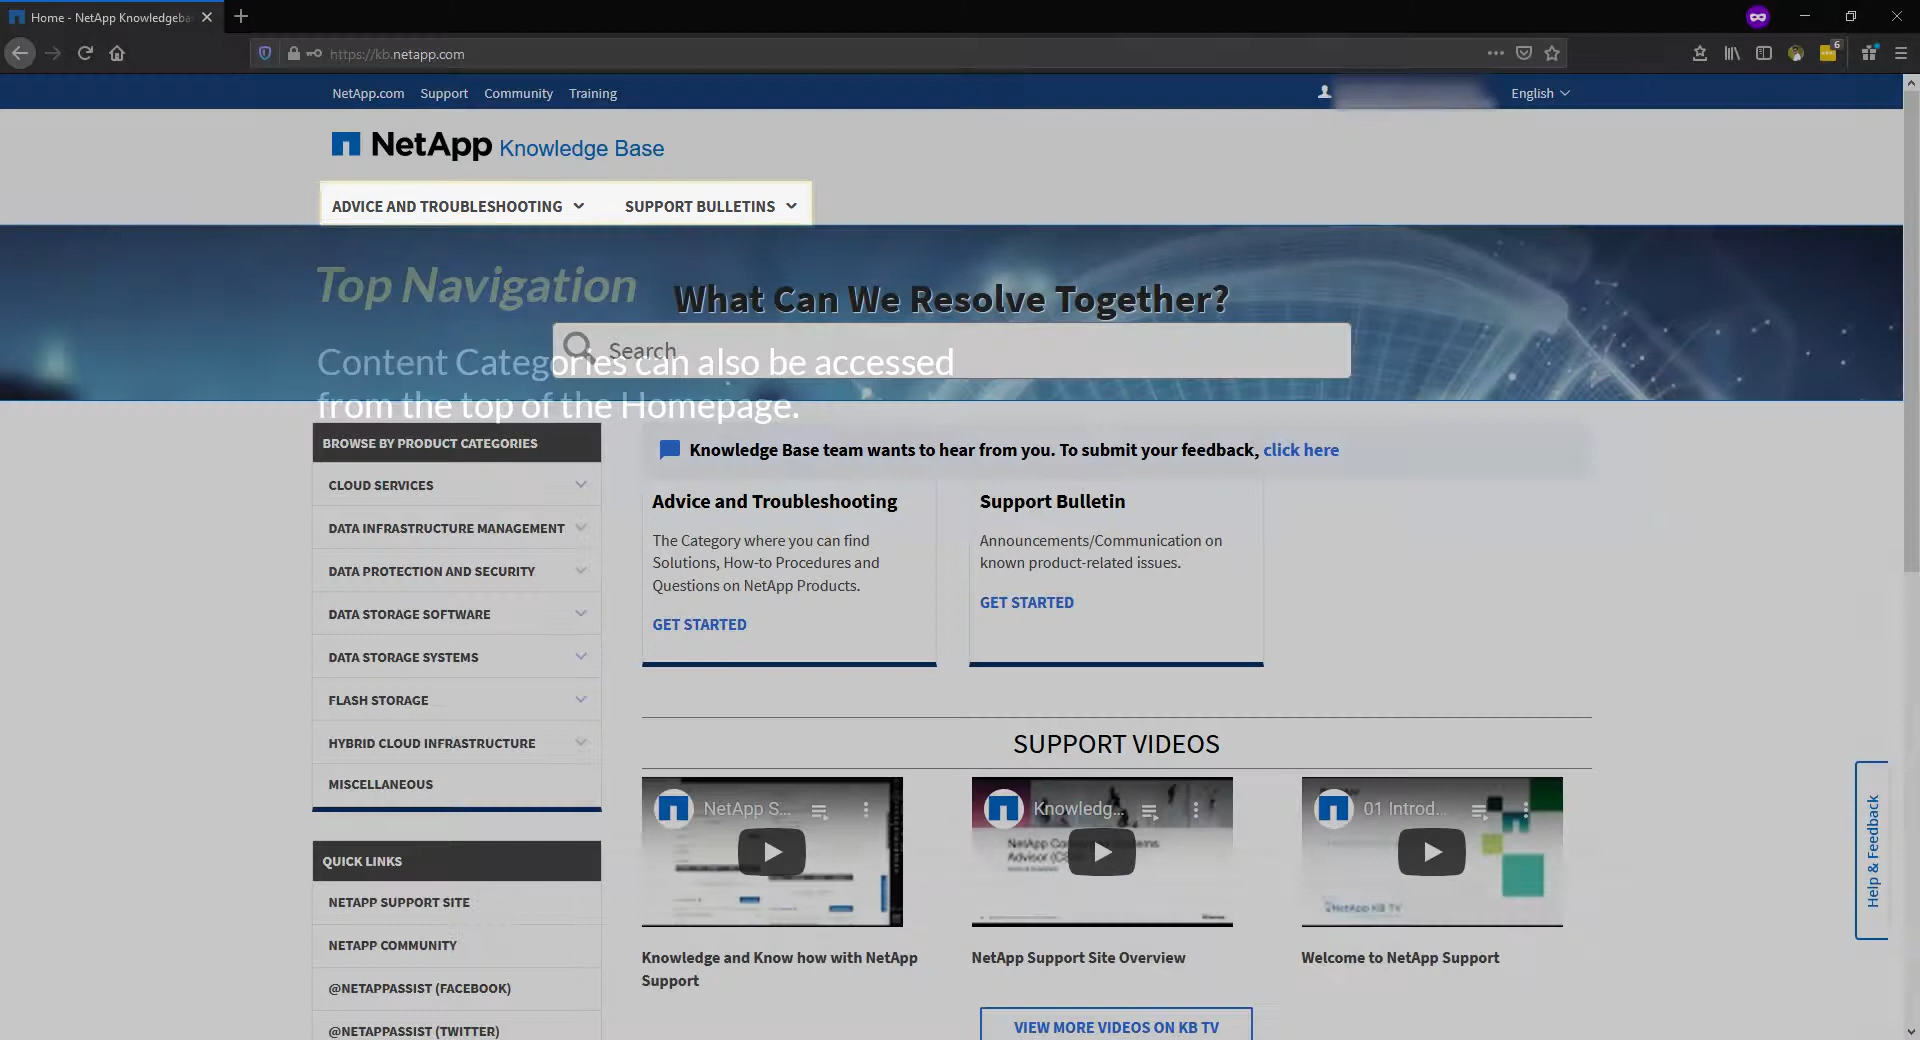 Home - NetApp Knowledgeba
https://kb.netapp.com
6
NetApp.com Support Community Training
English
NetApp Knowledge Base
ADVICE AND TROUBLESHOOTING SUPPORT BULLETINS
Top Navigation
What Can We Resolve Together?
Search
Content Categories can also be accessed
from the top of the Homepage.
BROWSE BY PRODUCT CATEGORIES
CLOUD SERVICES
DATA INFRASTRUCTURE MANAGEMENT
DATA PROTECTION AND SECURITY
DATA STORAGE SOFTWARE
DATA STORAGE SYSTEMS
FLASH STORAGE
HYBRID CLOUD INFRASTRUCTURE
MISCELLANEOUS
QUICK LINKS
NETAPP SUPPORT SITE
NETAPP COMMUNITY
@NETAPPASSIST (FACEBOOK)
@NETAPPASSIST (TWITTER)
Knowledge Base team wants to hear from you. To submit your feedback, click here
Advice and Troubleshooting
The Category where you can find
Solutions, How-to Procedures and
Questions on NetApp Products.
GET STARTED
Support Bulletin
Announcements/Communication on
known product-related issues.
GET STARTED
SUPPORT VIDEOS
NetApp S...
Knowledge and Know how with NetApp
Support
Knowledg...
NetApp Support Site Overview
01 Introd...
NetApp KB TV
Welcome to NetApp Support
VIEW MORE VIDEOS ON KB TV
Help & Feedback